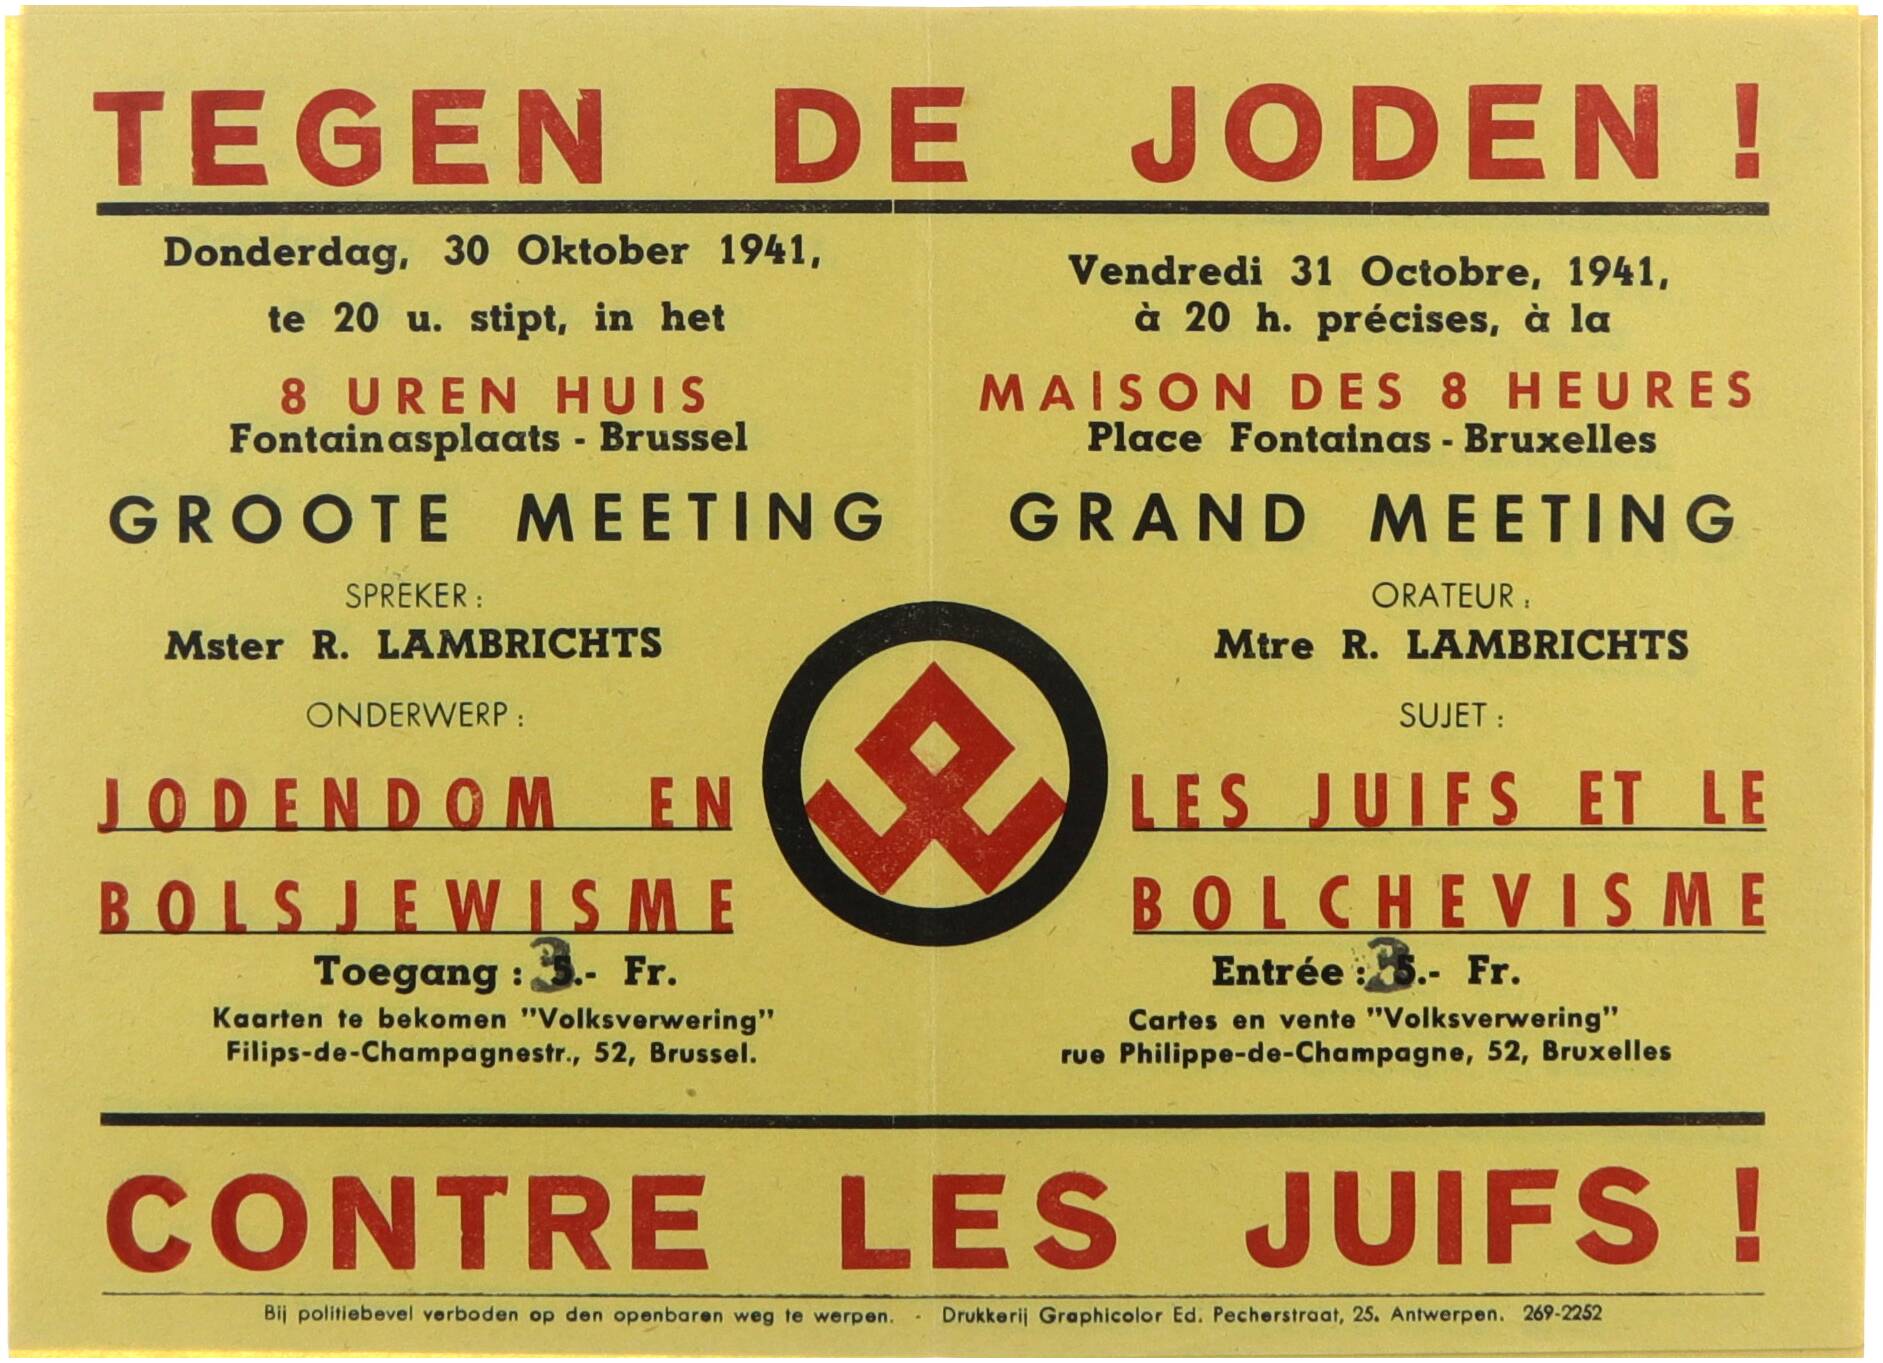 TEGEN DE JODEN !
Donderdag, 30 Oktober 1941,
te 20 u. stipt, in het
8 UREN HUIS
Fontainasplaats - Brussel
GROOTE MEETING
SPREKER :
Mster R. LAMBRICHTS
ONDERWERP :
JODENDOM EN
BOLSJEWISME
Toegang : 3 5.- Fr.
Kaarten te bekomen "Volksverwering"
Filips-de-Champagnestr., 52, Brussel.
Vendredi 31 Octobre, 1941,
à 20 h. précises, à la
MAISON DES 8 HEURES
Place Fontainas - Bruxelles
GRAND MEETING
ORATEUR :
Mtre R. LAMBRICHTS
SUJET :
LES JUIFS ET LE
BOLCHEVISME
Entrée : 3 5.- Fr.
Cartes en vente "Volksverwering"
rue Philippe-de-Champagne, 52, Bruxelles
CONTRE LES JUIFS !
Bij politiebevel verboden op den openbaren weg te werpen. - Drukkerij Graphicolor Ed. Pecherstraat, 25. Antwerpen. 269-2252